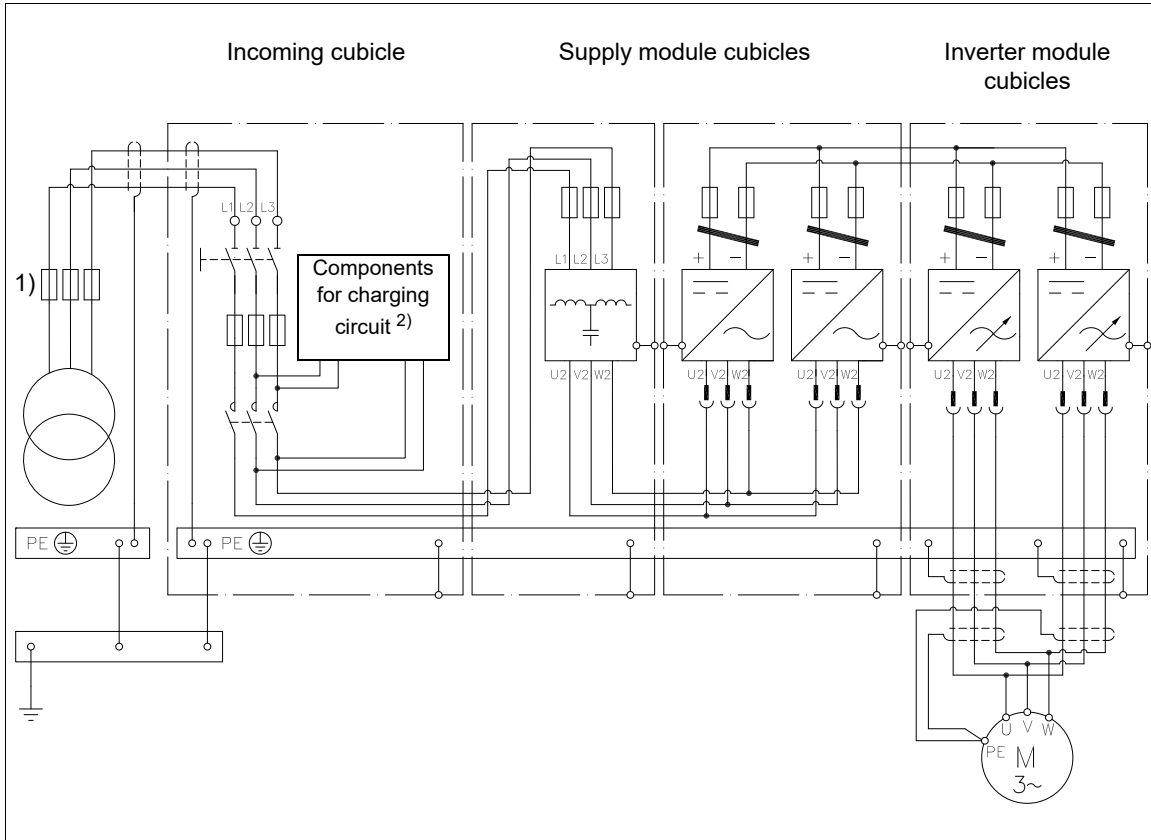 Incoming cubicle
Supply module cubicles
Inverter module
cubicles
L1 L2 L3
1)
Components
for charging
circuit 2)
L1 L2 L3
U2 V2 W2
+ −
U2 V2 W2
+ −
U2 V2 W2
+ −
U2 V2 W2
+ −
U2 V2 W2
PE
PE
U V W
PE
M
3~